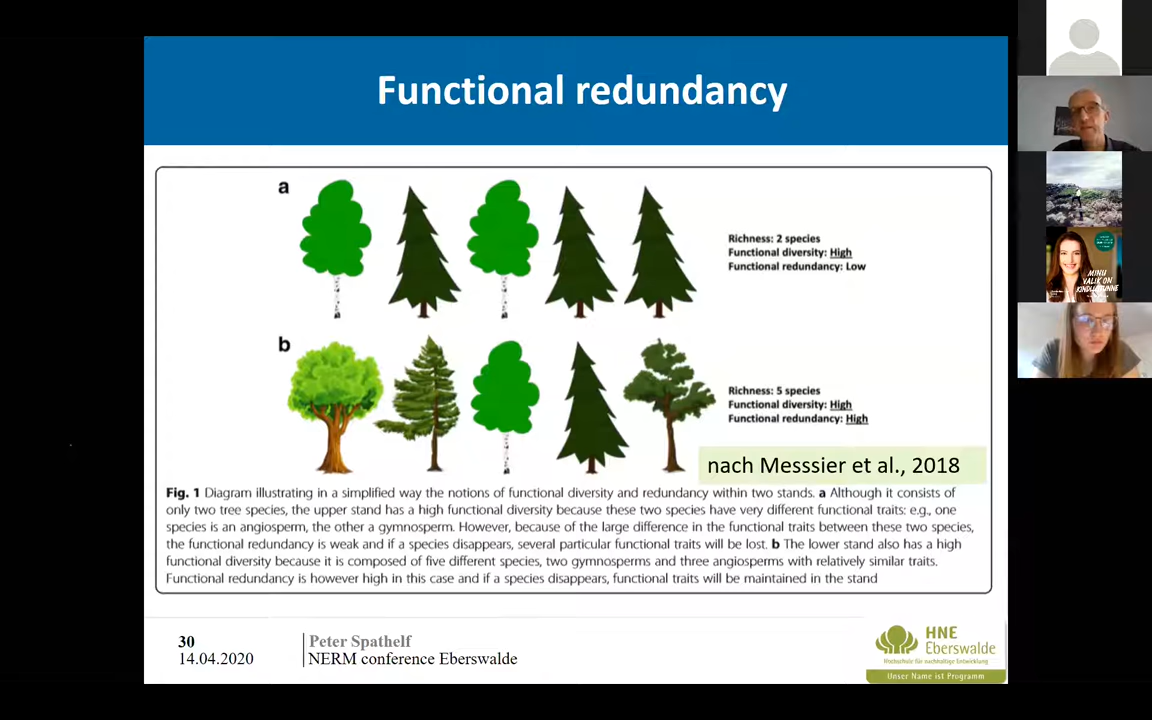 Functional redundancy
a
Richness: 2 species
Functional diversity: High
Functional redundancy: Low
b
Richness: 5 species
Functional diversity: High
Functional redundancy: High
nach Messsier et al., 2018
Fig. 1 Diagram illustrating in a simplified way the notions of functional diversity and redundancy within two stands. a Although it consists of
only two tree species, the upper stand has a high functional diversity because these two species have very different functional traits: e.g., one
species is an angiosperm, the other a gymnosperm. However, because of the large difference in the functional traits between these two species,
the functional redundancy is weak and if a species disappears, several particular functional traits will be lost. b The lower stand also has a high
functional diversity because it is composed of five different species, two gymnosperms and three angiosperms with relatively similar traits.
Functional redundancy is however high in this case and if a species disappears, functional traits will be maintained in the stand
30
14.04.2020
Peter Spathelf
NERM conference Eberswalde
HNE
Eberswalde
Hochschule für nachhaltige Entwicklung
Unser Name ist Programm
MINU
VALIK ON